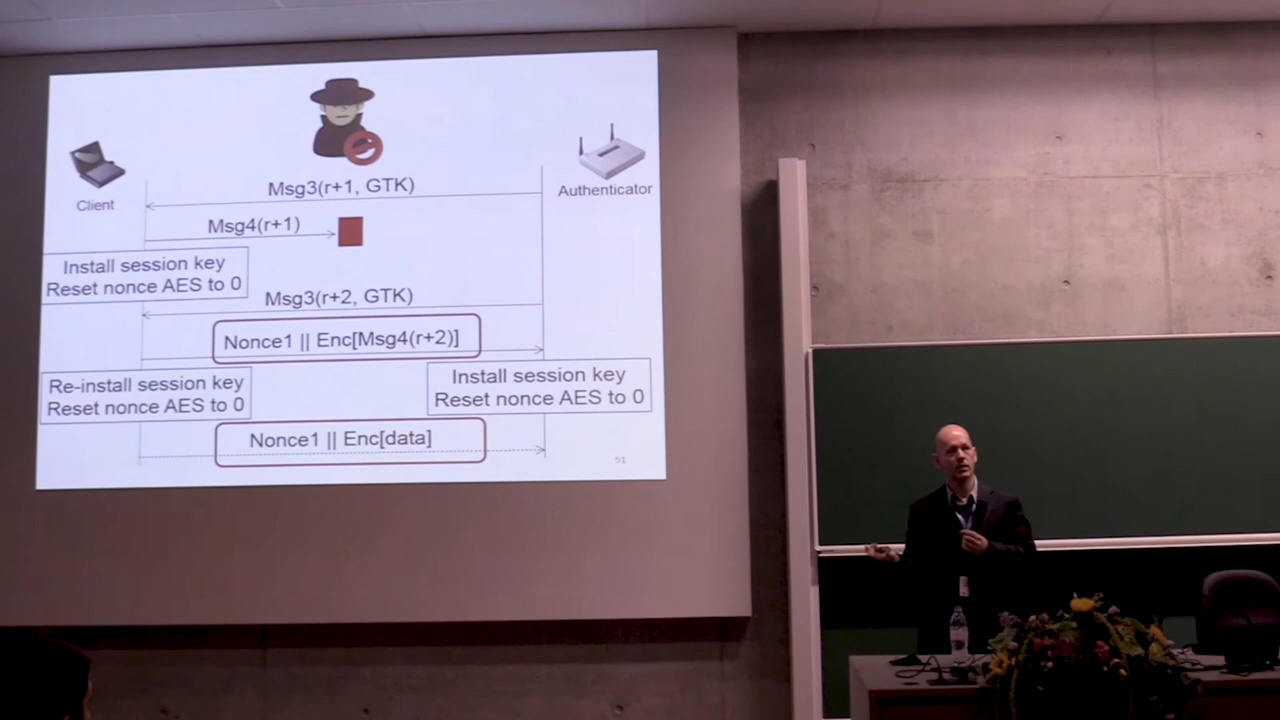 Client
Authenticator
Msg3(r+1, GTK)
Msg4(r+1)
Install session key
Reset nonce AES to 0
Msg3(r+2, GTK)
Nonce1 || Enc[Msg4(r+2)]
Re-install session key
Reset nonce AES to 0
Install session key
Reset nonce AES to 0
Nonce1 || Enc[data]
51